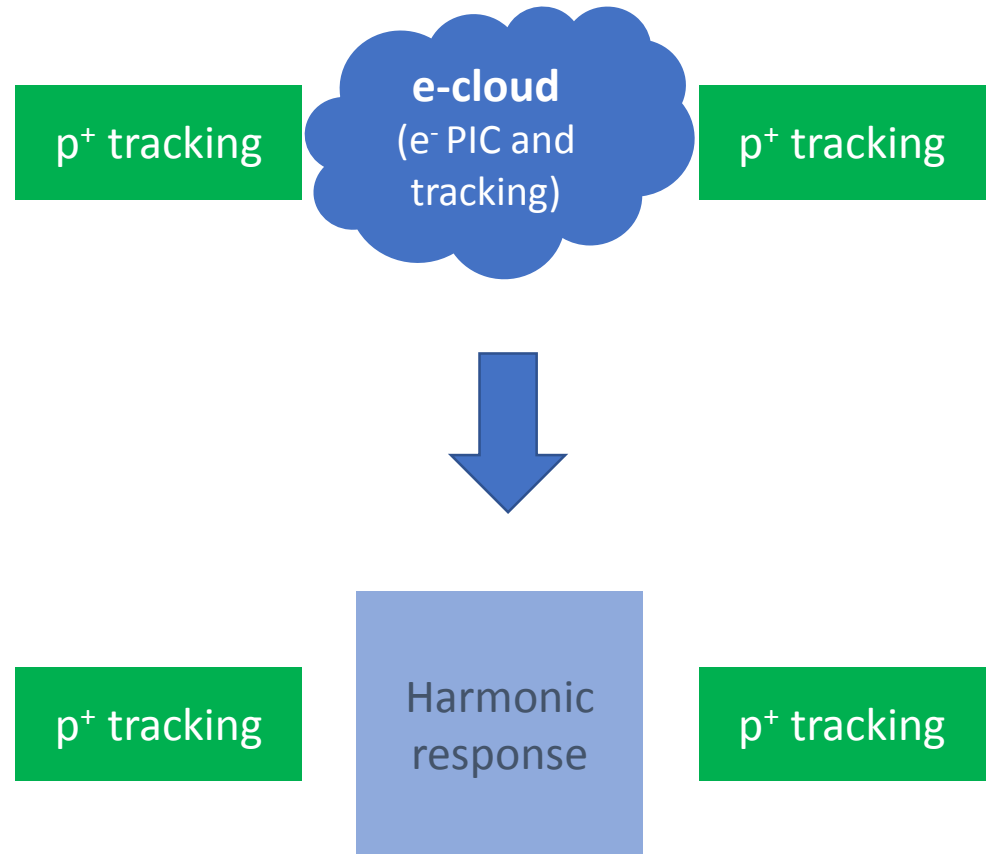 p⁺ tracking
e-cloud
(e⁻ PIC and
tracking)
p⁺ tracking
p⁺ tracking
Harmonic
response
p⁺ tracking